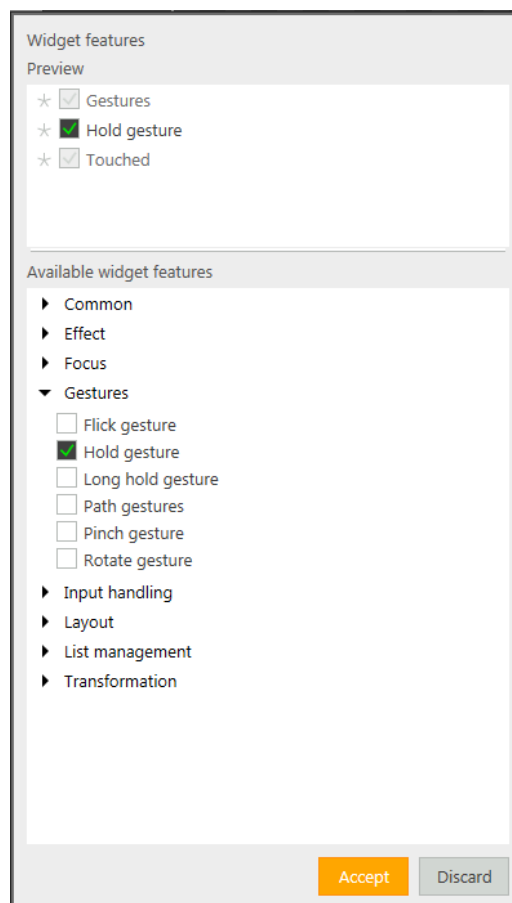 Widget features
Preview
Gestures
Hold gesture
Touched
Available widget features
Common
Effect
Focus
Gestures
Flick gesture
Hold gesture
Long hold gesture
Path gestures
Pinch gesture
Rotate gesture
Input handling
Layout
List management
Transformation
Accept Discard